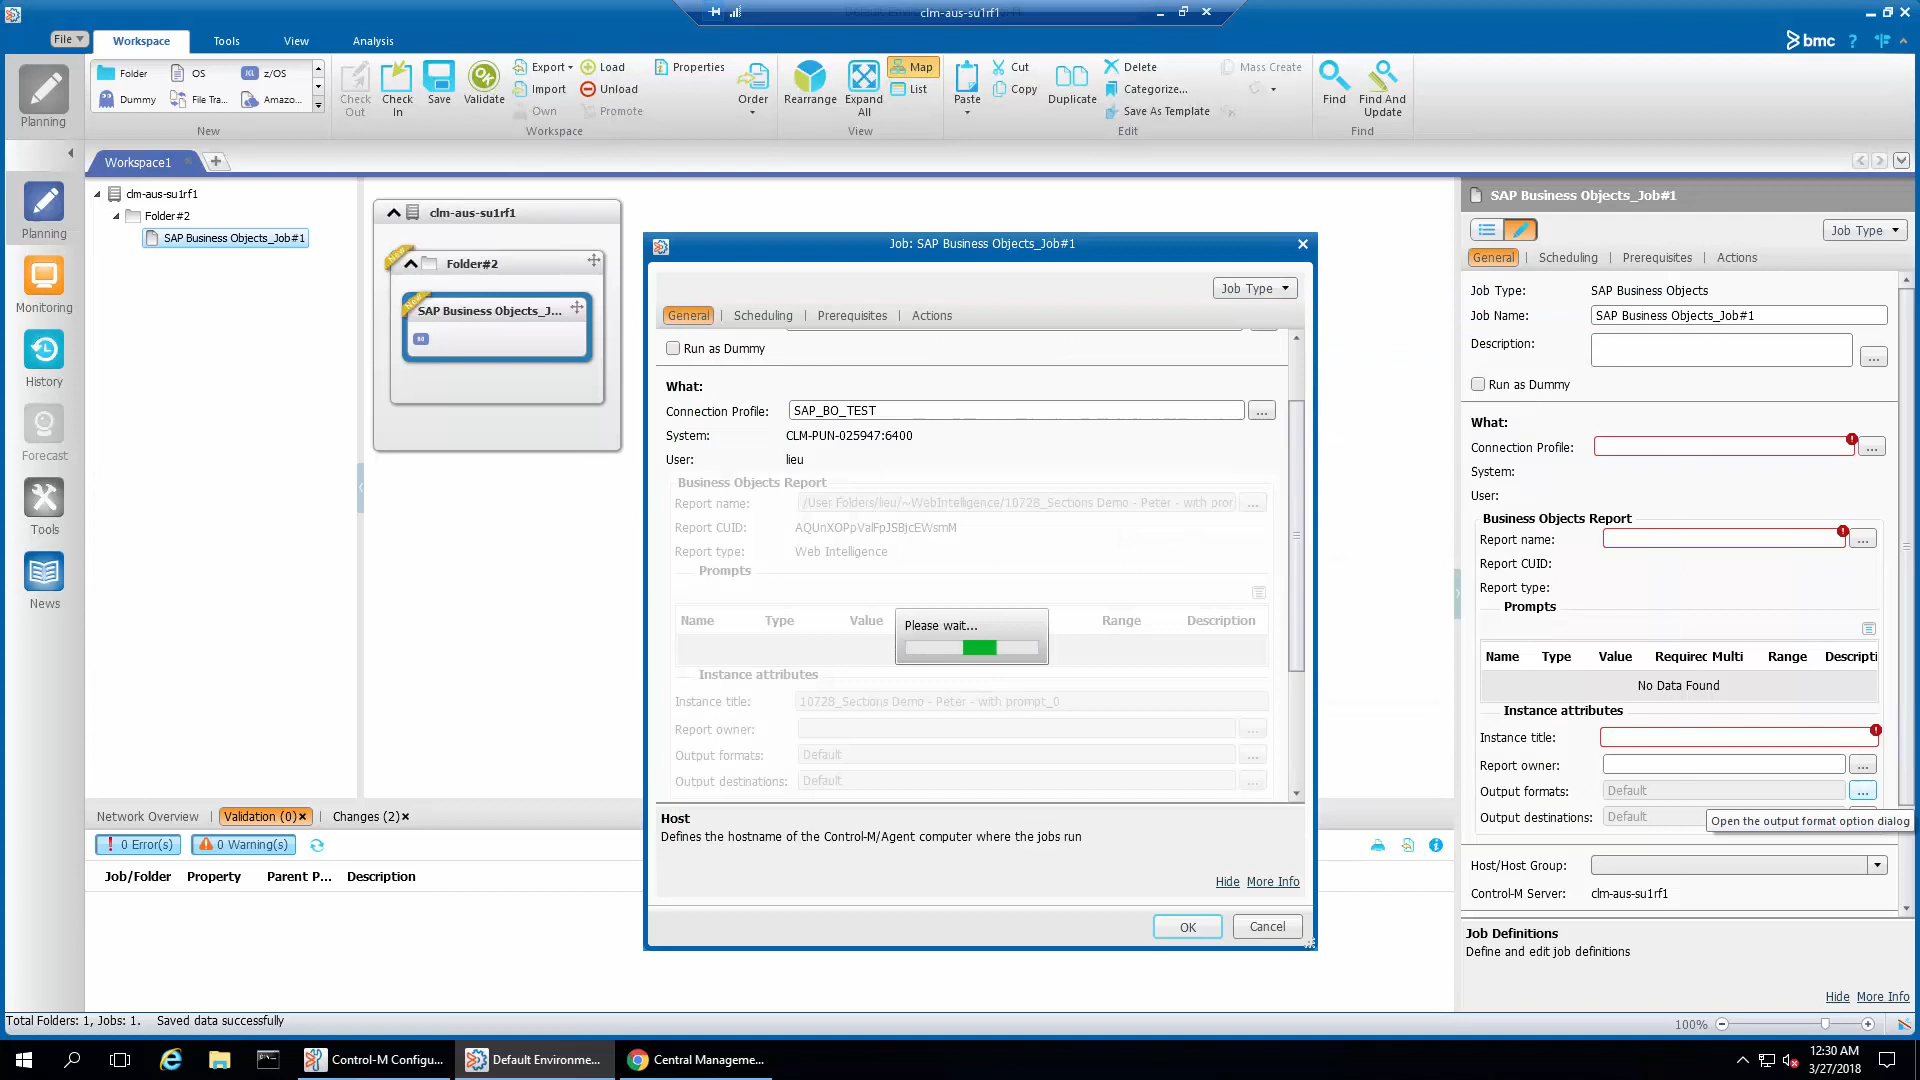 clm-aus-su1rf1
File
Workspace
Tools
View
Analysis
bmc
Planning
Folder
OS
z/OS
Dummy
File Tra...
Amazo...
New
Check Out
Check In
Save
Validate
Export
Import
Own
Load
Unload
Promote
Workspace
Properties
Order
Rearrange
Expand All
Map
List
View
Paste
Cut
Copy
Duplicate
Delete
Categorize...
Save As Template
Edit
Mass Create
Find
Find And Update
Find
Workspace1
Planning
Monitoring
History
Forecast
Tools
News
clm-aus-su1rf1
Folder#2
SAP Business Objects_Job#1
clm-aus-su1rf1
New
Folder#2
New
SAP Business Objects_J...
BO
Job: SAP Business Objects_Job#1
Job Type
General | Scheduling | Prerequisites | Actions
Run as Dummy
What:
Connection Profile: SAP_BO_TEST ...
System: CLM-PUN-025947:6400
User: lieu
Business Objects Report
Report name: /User Folders/lieu/~WebIntelligence/10728_Sections Demo - Peter - with pror ...
Report CUID: AQUnXOPpValFpJSBjcEWsmM
Report type: Web Intelligence
Prompts
Name Type Value Range Description
Please wait...
Instance attributes
Instance title: 10728_Sections Demo - Peter - with prompt_0
Report owner: ...
Output formats: Default ...
Output destinations: Default ...
Host
Defines the hostname of the Control-M/Agent computer where the jobs run
Hide More Info
OK Cancel
SAP Business Objects_Job#1
Job Type
General | Scheduling | Prerequisites | Actions
Job Type: SAP Business Objects
Job Name: SAP Business Objects_Job#1
Description: ...
Run as Dummy
What:
Connection Profile: ...
System:
User:
Business Objects Report
Report name: ...
Report CUID:
Report type:
Prompts
Name Type Value Requirec Multi Range Descripti
No Data Found
Instance attributes
Instance title:
Report owner: ...
Output formats: Default ...
Output destinations: Default
Open the output format option dialog
Host/Host Group:
Control-M Server: clm-aus-su1rf1
Job Definitions
Define and edit job definitions
Hide More Info
Network Overview | Validation (0) | Changes (2)
0 Error(s) 0 Warning(s)
Job/Folder Property Parent P... Description
Total Folders: 1, Jobs: 1. Saved data successfully
100%
Control-M Configu...
Default Environme...
Central Manageme...
12:30 AM
3/27/2018